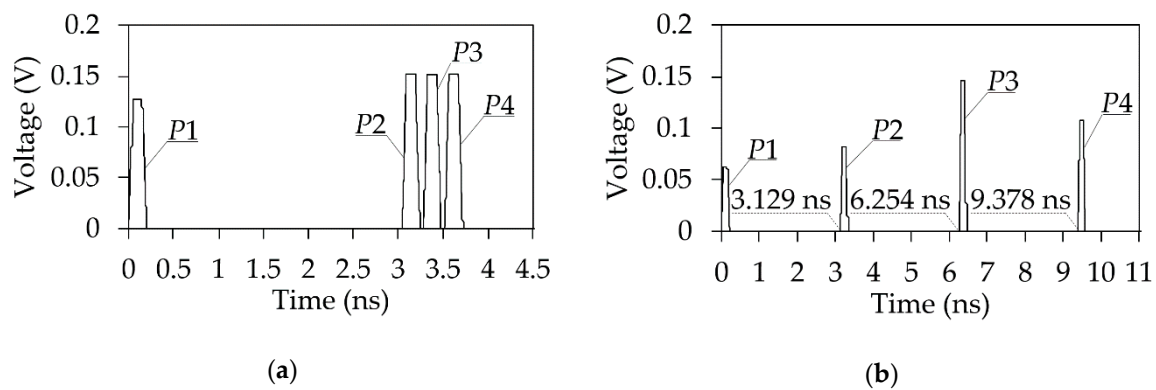 0.2
0.15
0.1
0.05
0
Voltage (V)
P1
P2
P3
P4
0 0.5 1 1.5 2 2.5 3 3.5 4 4.5
Time (ns)
(a)
0.2
0.15
0.1
0.05
0
Voltage (V)
P1
P2
P3
P4
3.129 ns
6.254 ns
9.378 ns
0 1 2 3 4 5 6 7 8 9 10 11
Time (ns)
(b)